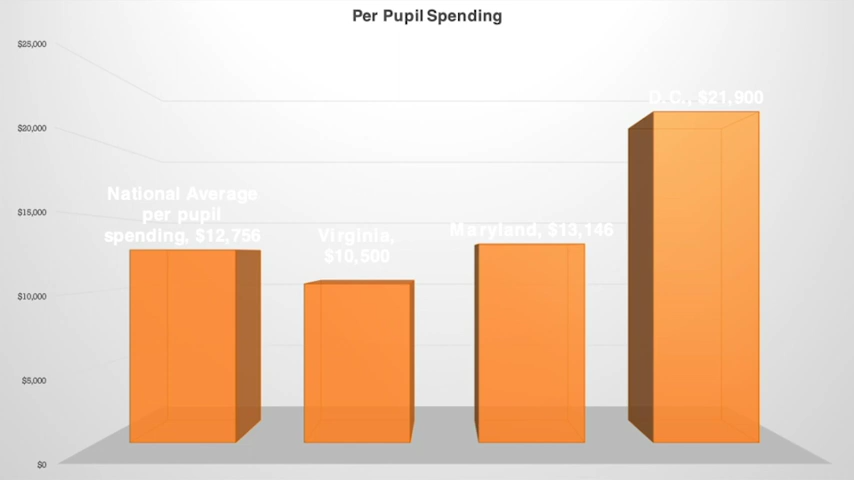 Per Pupil Spending
$25,000
$20,000
$15,000
$10,000
$5,000
$0
National Average
per pupil
spending, $12,756
Virginia,
$10,500
Maryland, $13,146
D.C., $21,900